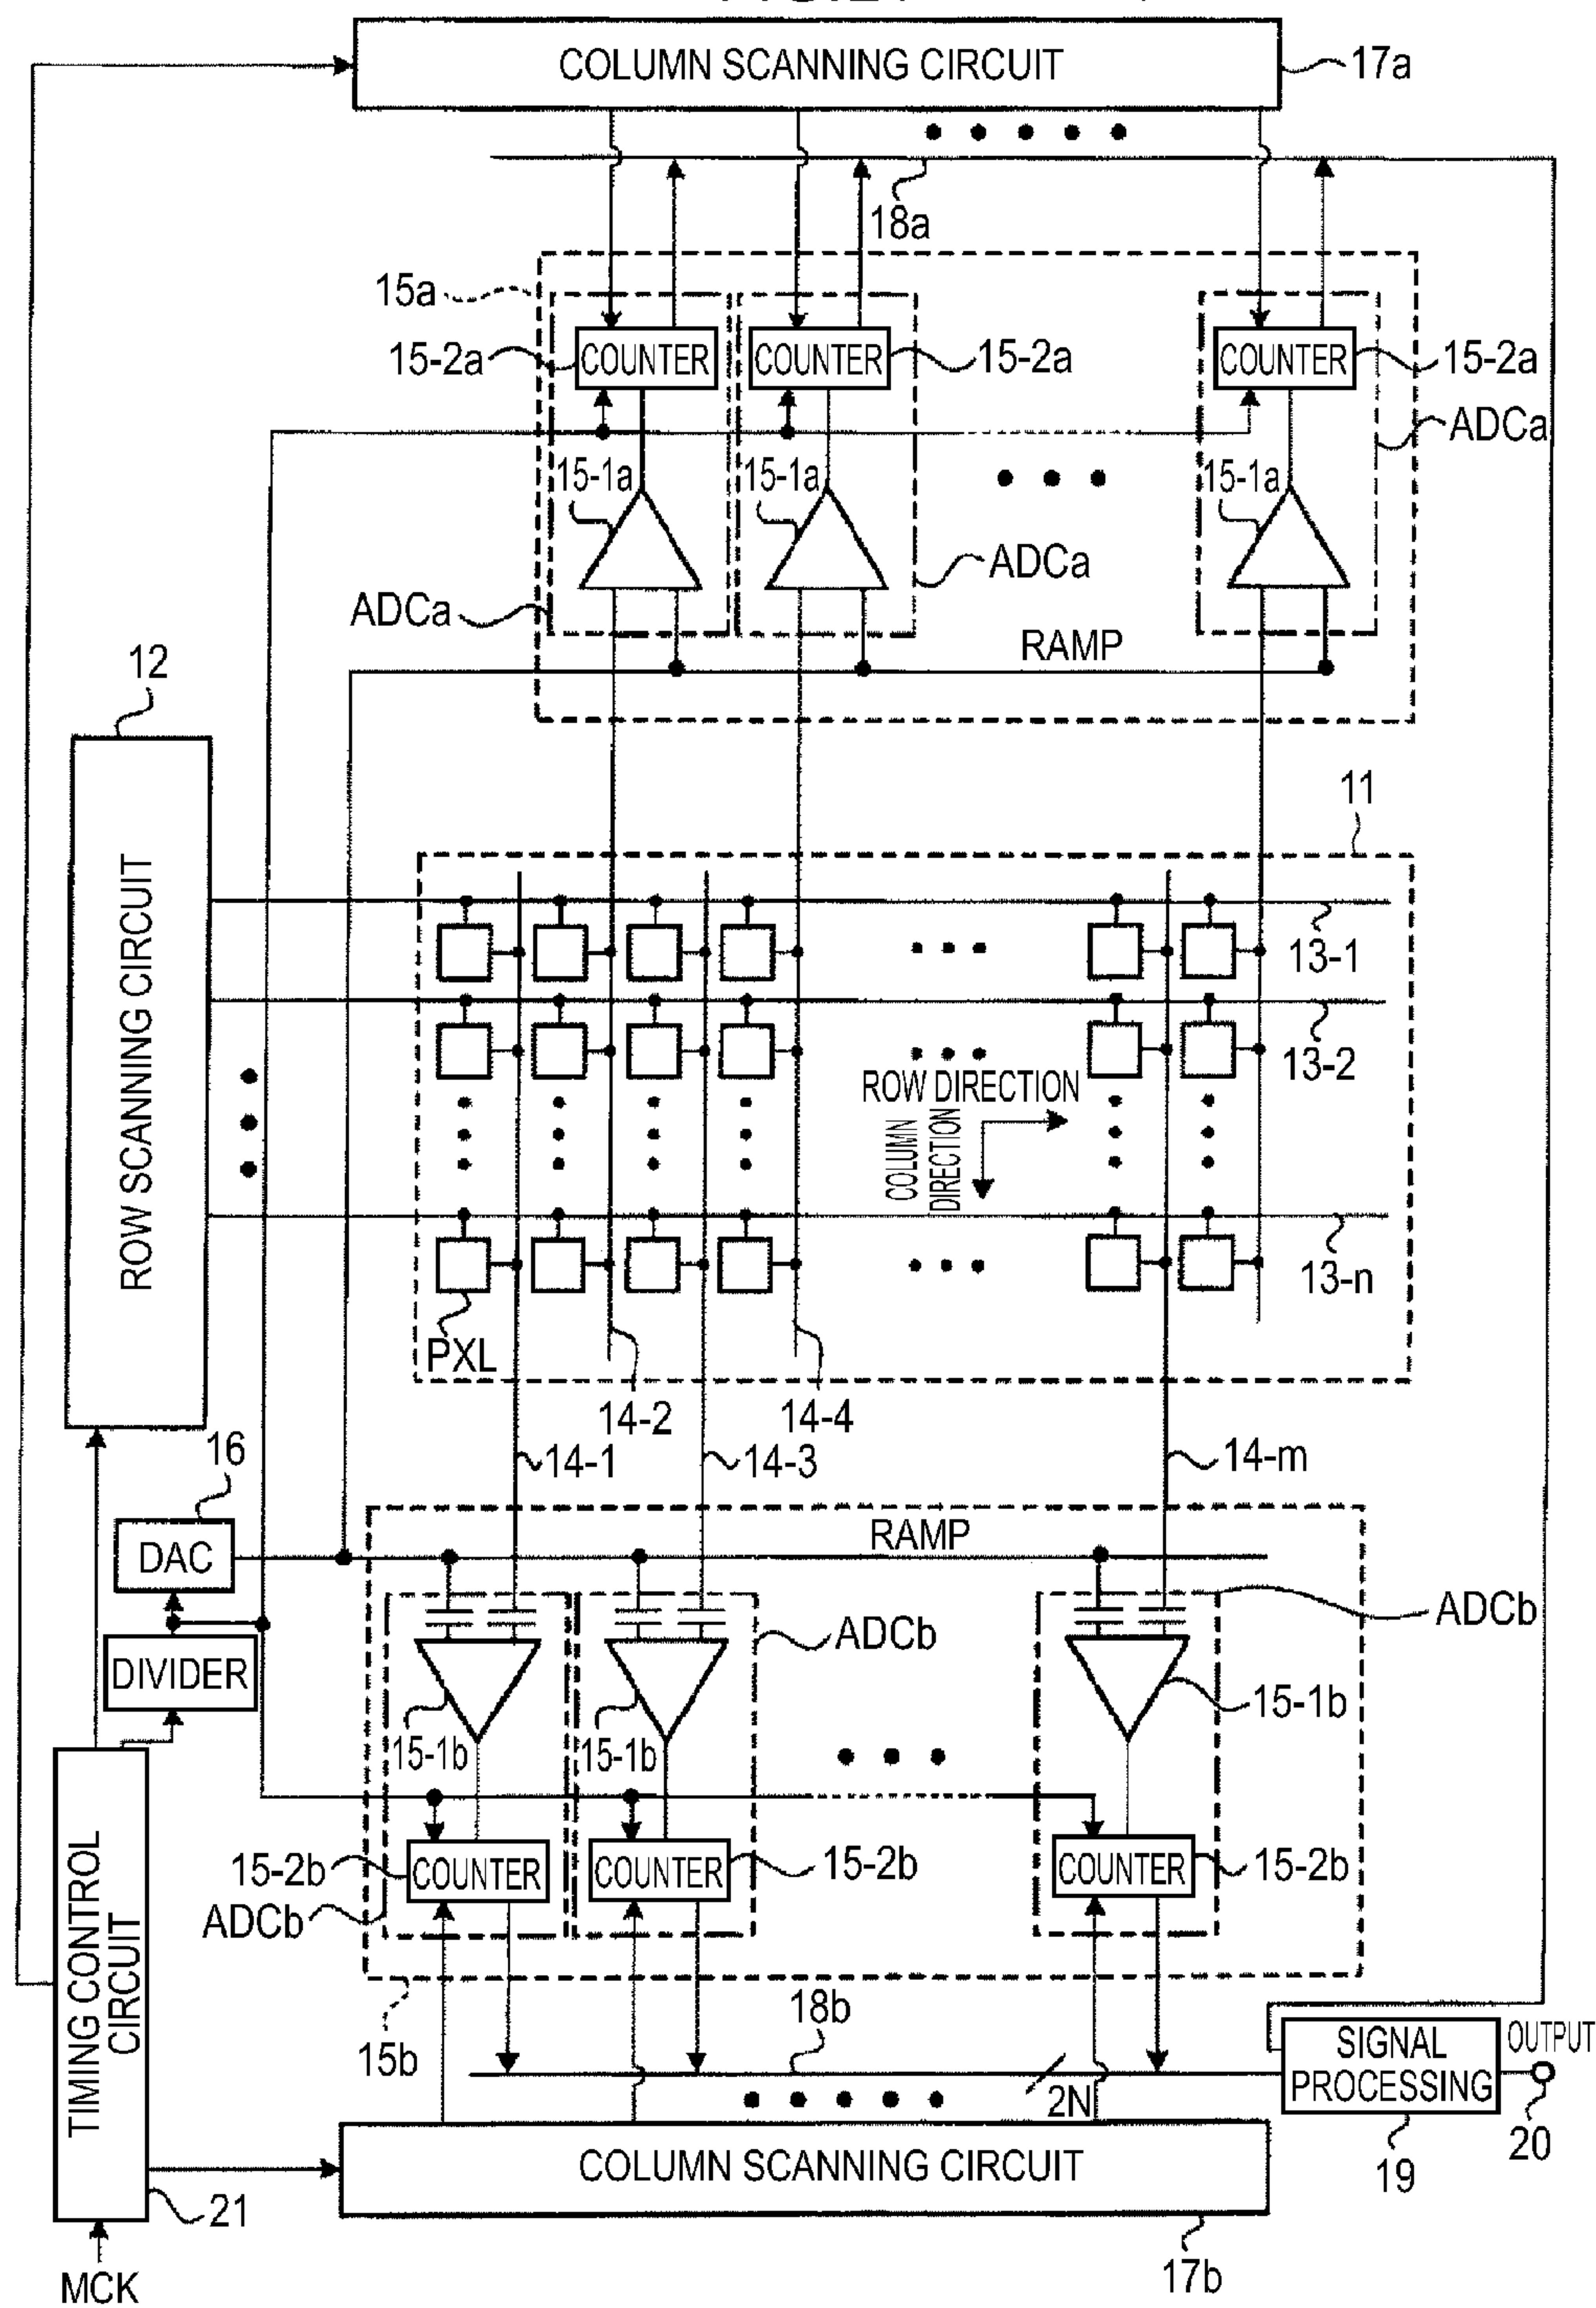 COLUMN SCANNING CIRCUIT
17a
18a
15a
15-2a
COUNTER
COUNTER
15-2a
COUNTER
15-2a
ADCa
15-1a
15-1a
15-1a
ADCa
ADCa
RAMP
12
ROW SCANNING CIRCUIT
11
13-1
13-2
ROW DIRECTION
COLUMN
DIRECTION
13-n
PXL
14-2
14-4
14-1
14-3
14-m
16
DAC
RAMP
ADCb
ADCb
DIVIDER
15-1b
15-1b
15-1b
15-2b
COUNTER
COUNTER
15-2b
COUNTER
15-2b
ADCb
TIMING CONTROL
CIRCUIT
15b
18b
2N
SIGNAL
PROCESSING
OUTPUT
20
19
COLUMN SCANNING CIRCUIT
21
17b
MCK